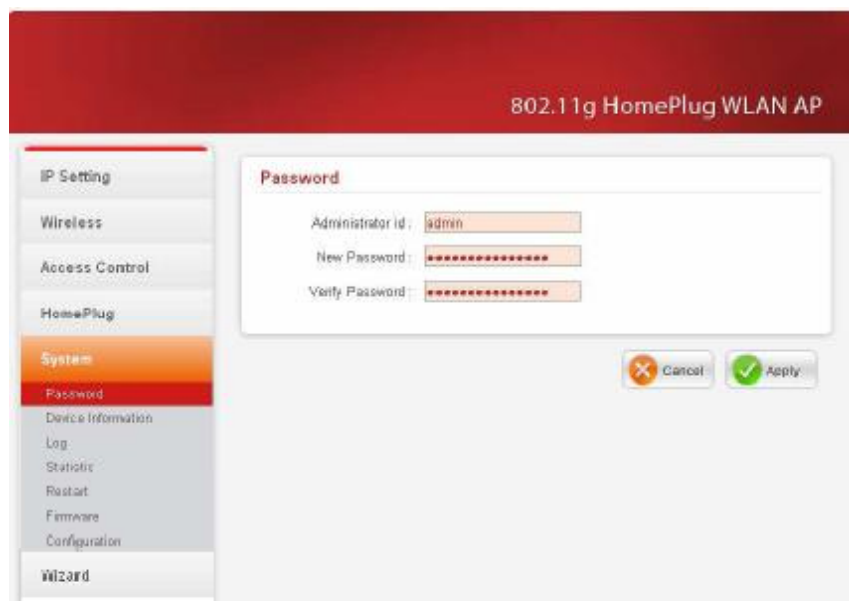 802.11g HomePlug WLAN AP
IP Setting
Wireless
Access Control
HomePlug
System
Password
Device Information
Log
Statistic
Restart
Firmware
Configuration
Wizard
Password
Administrator id :
admin
New Password :
•••••••••••••••
Verify Password :
•••••••••••••••
Cancel
Apply